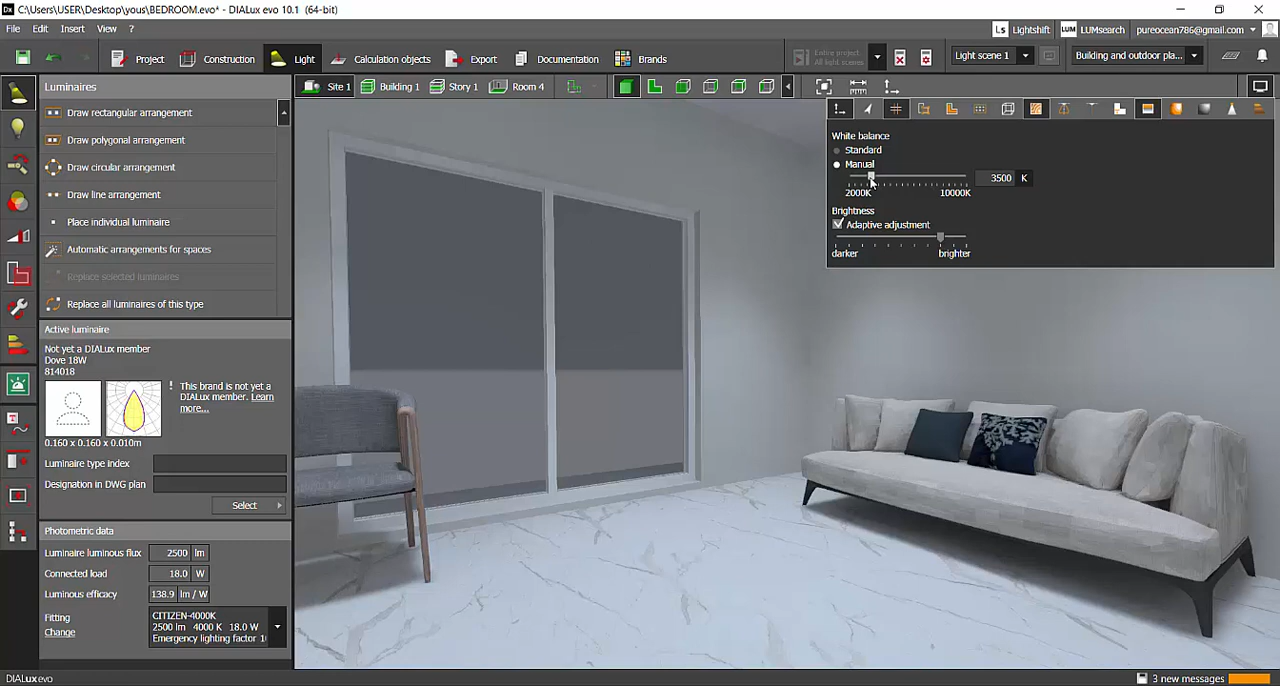 C:\Users\USER\Desktop\yous\BEDROOM.evo* - DIALux evo 10.1 (64-bit)
File Edit Insert View ?
Lightshift LUMsearch pureocean786@gmail.com
Project Construction Light Calculation objects Export Documentation Brands
Entire project
All light scenes
Light scene 1
Building and outdoor pla...
Luminaires
Site 1 Building 1 Story 1 Room 4
Draw rectangular arrangement
Draw polygonal arrangement
Draw circular arrangement
Draw line arrangement
Place individual luminaire
Automatic arrangements for spaces
Replace selected luminaires
Replace all luminaires of this type
White balance
Standard
Manual
3500 K
2000K 10000K
Brightness
Adaptive adjustment
darker brighter
Active luminaire
Not yet a DIALux member
Dove 18W
814018
! This brand is not yet a
DIALux member. Learn
more...
0.160 x 0.160 x 0.010m
Luminaire type index
Designation in DWG plan
Select
Photometric data
Luminaire luminous flux 2500 lm
Connected load 18.0 W
Luminous efficacy 138.9 lm / W
Fitting
Change
CITIZEN-4000K
2500 lm 4000 K 18.0 W
Emergency lighting factor 1
DIALux evo
3 new messages